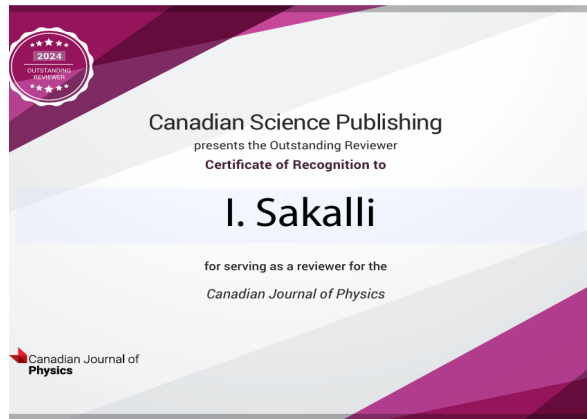 2024
OUTSTANDING
REVIEWER
Canadian Science Publishing
presents the Outstanding Reviewer
Certificate of Recognition to
I. Sakalli
for serving as a reviewer for the
Canadian Journal of Physics
Canadian Journal of
Physics